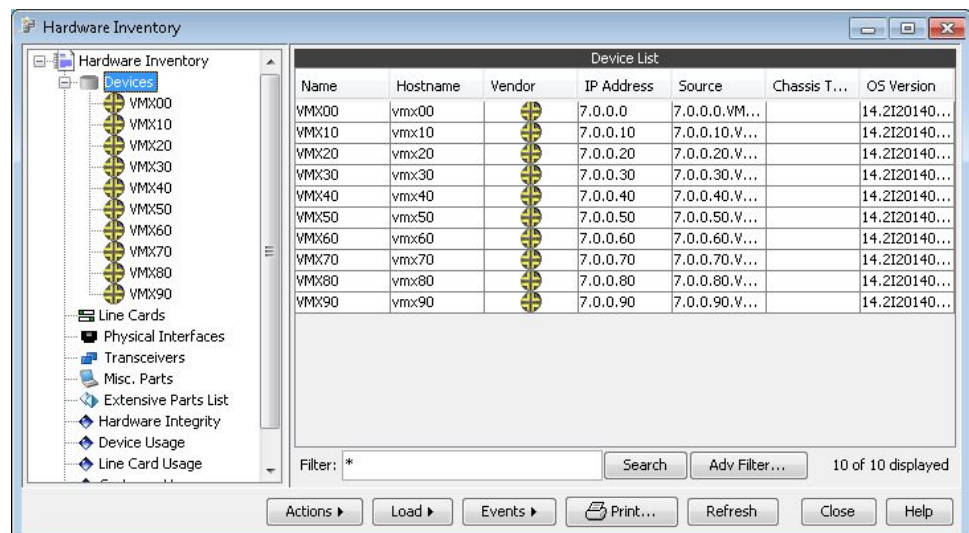 Hardware Inventory
Hardware Inventory
Devices
VMX00
VMX10
VMX20
VMX30
VMX40
VMX50
VMX60
VMX70
VMX80
VMX90
Line Cards
Physical Interfaces
Transceivers
Misc. Parts
Extensive Parts List
Hardware Integrity
Device Usage
Line Card Usage
Device List
Name Hostname Vendor IP Address Source Chassis T... OS Version
VMX00 vmx00 7.0.0.0 7.0.0.0.VM... 14.2I20140...
VMX10 vmx10 7.0.0.10 7.0.0.10.V... 14.2I20140...
VMX20 vmx20 7.0.0.20 7.0.0.20.V... 14.2I20140...
VMX30 vmx30 7.0.0.30 7.0.0.30.V... 14.2I20140...
VMX40 vmx40 7.0.0.40 7.0.0.40.V... 14.2I20140...
VMX50 vmx50 7.0.0.50 7.0.0.50.V... 14.2I20140...
VMX60 vmx60 7.0.0.60 7.0.0.60.V... 14.2I20140...
VMX70 vmx70 7.0.0.70 7.0.0.70.V... 14.2I20140...
VMX80 vmx80 7.0.0.80 7.0.0.80.V... 14.2I20140...
VMX90 vmx90 7.0.0.90 7.0.0.90.V... 14.2I20140...
Filter: * Search Adv Filter... 10 of 10 displayed
Actions Load Events Print... Refresh Close Help